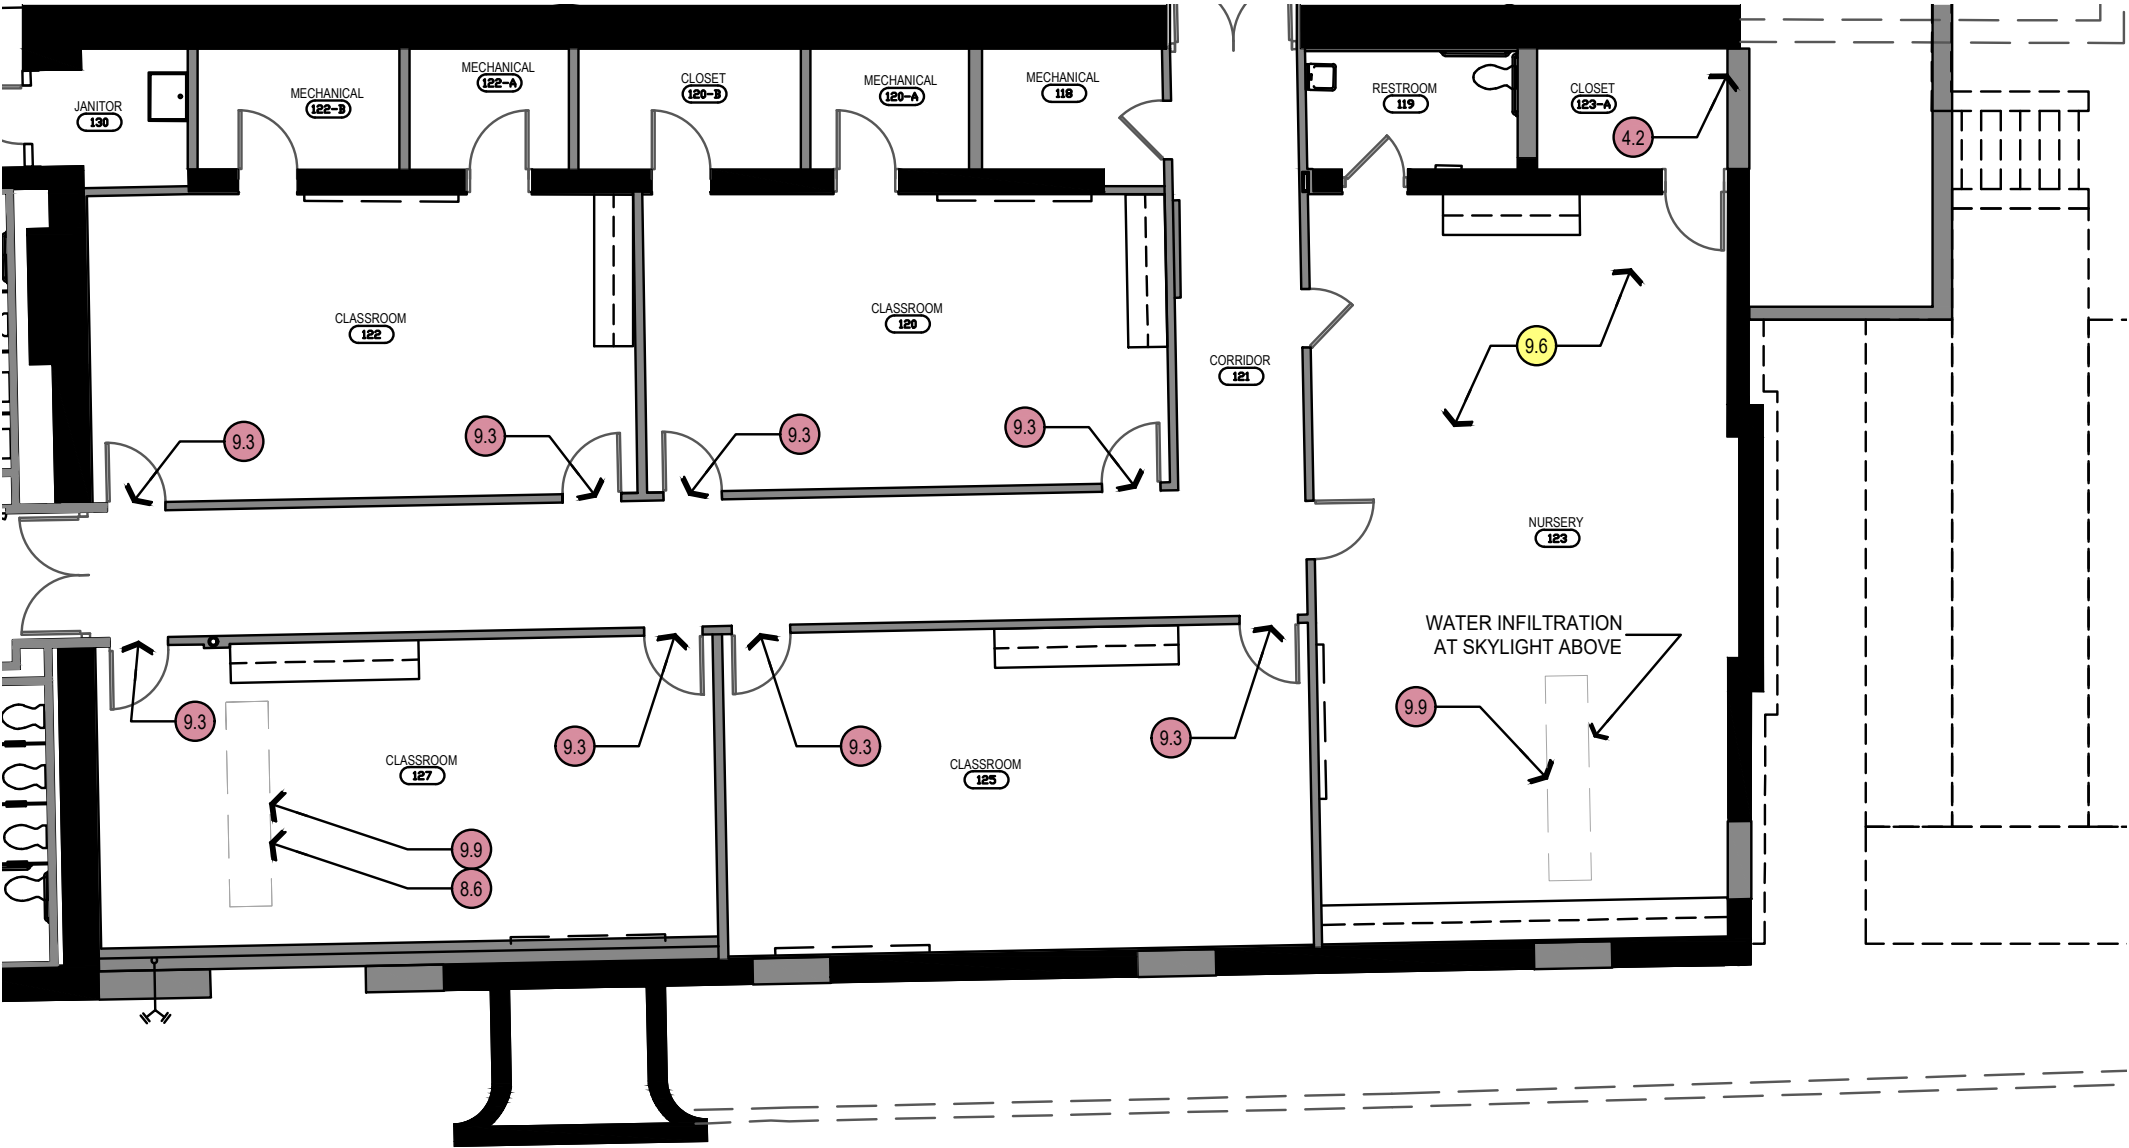 JANITOR
130
MECHANICAL
122-B
MECHANICAL
122-A
CLOSET
120-B
MECHANICAL
120-A
MECHANICAL
118
RESTROOM
119
CLOSET
123-A
4.2
CLASSROOM
122
CLASSROOM
120
CORRIDOR
121
9.6
9.3
9.3
9.3
9.3
NURSERY
123
WATER INFILTRATION
AT SKYLIGHT ABOVE
9.3
9.3
9.3
9.3
9.9
CLASSROOM
127
CLASSROOM
125
9.9
8.6